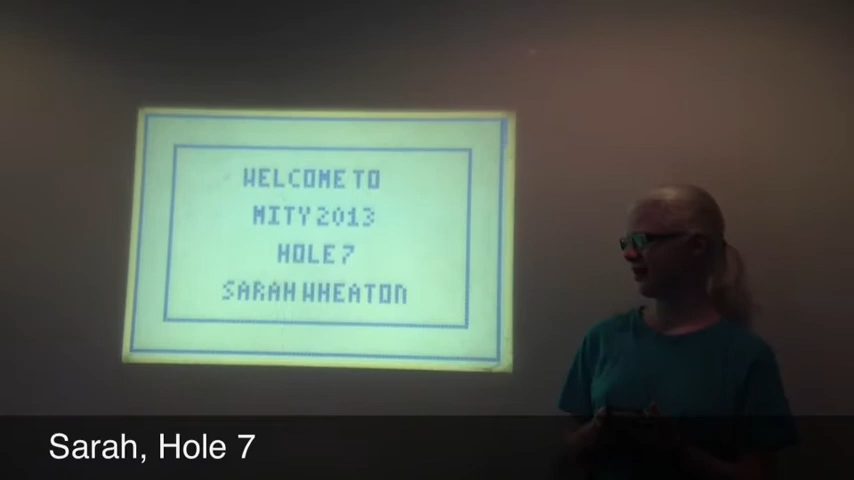 WELCOME TO
MITY 2013
HOLE 7
SARAH WHEATON
Sarah, Hole 7